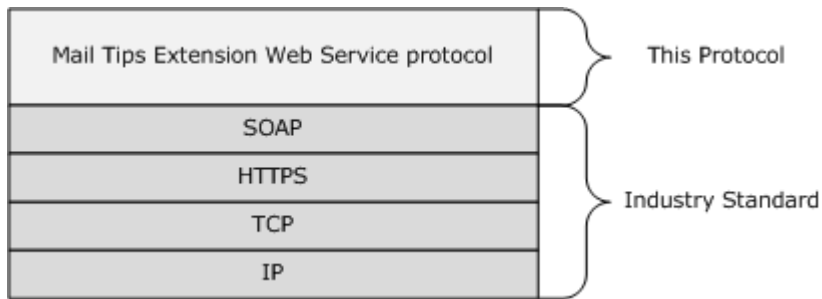 Mail Tips Extension Web Service protocol
This Protocol
SOAP
HTTPS
TCP
IP
Industry Standard